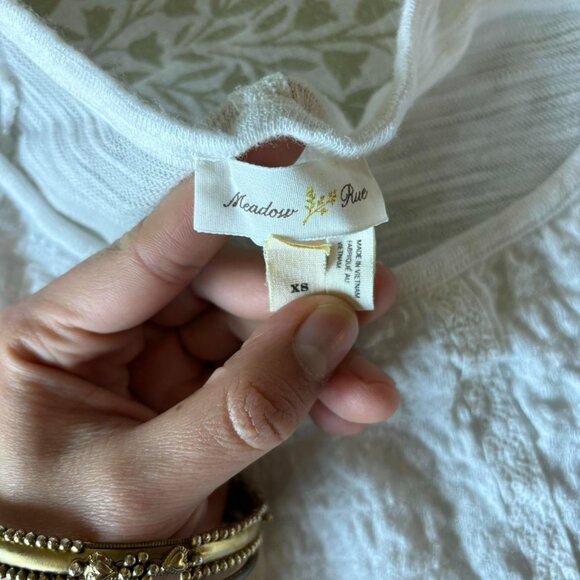 Meadow Rue
XS
MADE IN VIETNAM
FABRIQUÉ AU
VIETNAM